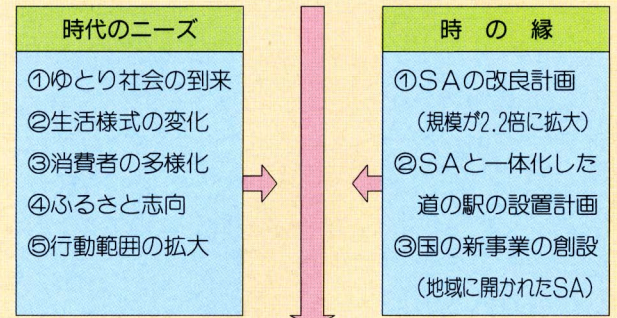 時代のニーズ
①ゆとり社会の到来
②生活様式の変化
③消費者の多様化
④ふるさと志向
⑤行動範囲の拡大
時の縁
①SAの改良計画
(規模が2.2倍に拡大)
②SAと一体化した
道の駅の設置計画
③国の新事業の創設
(地域に開かれたSA)